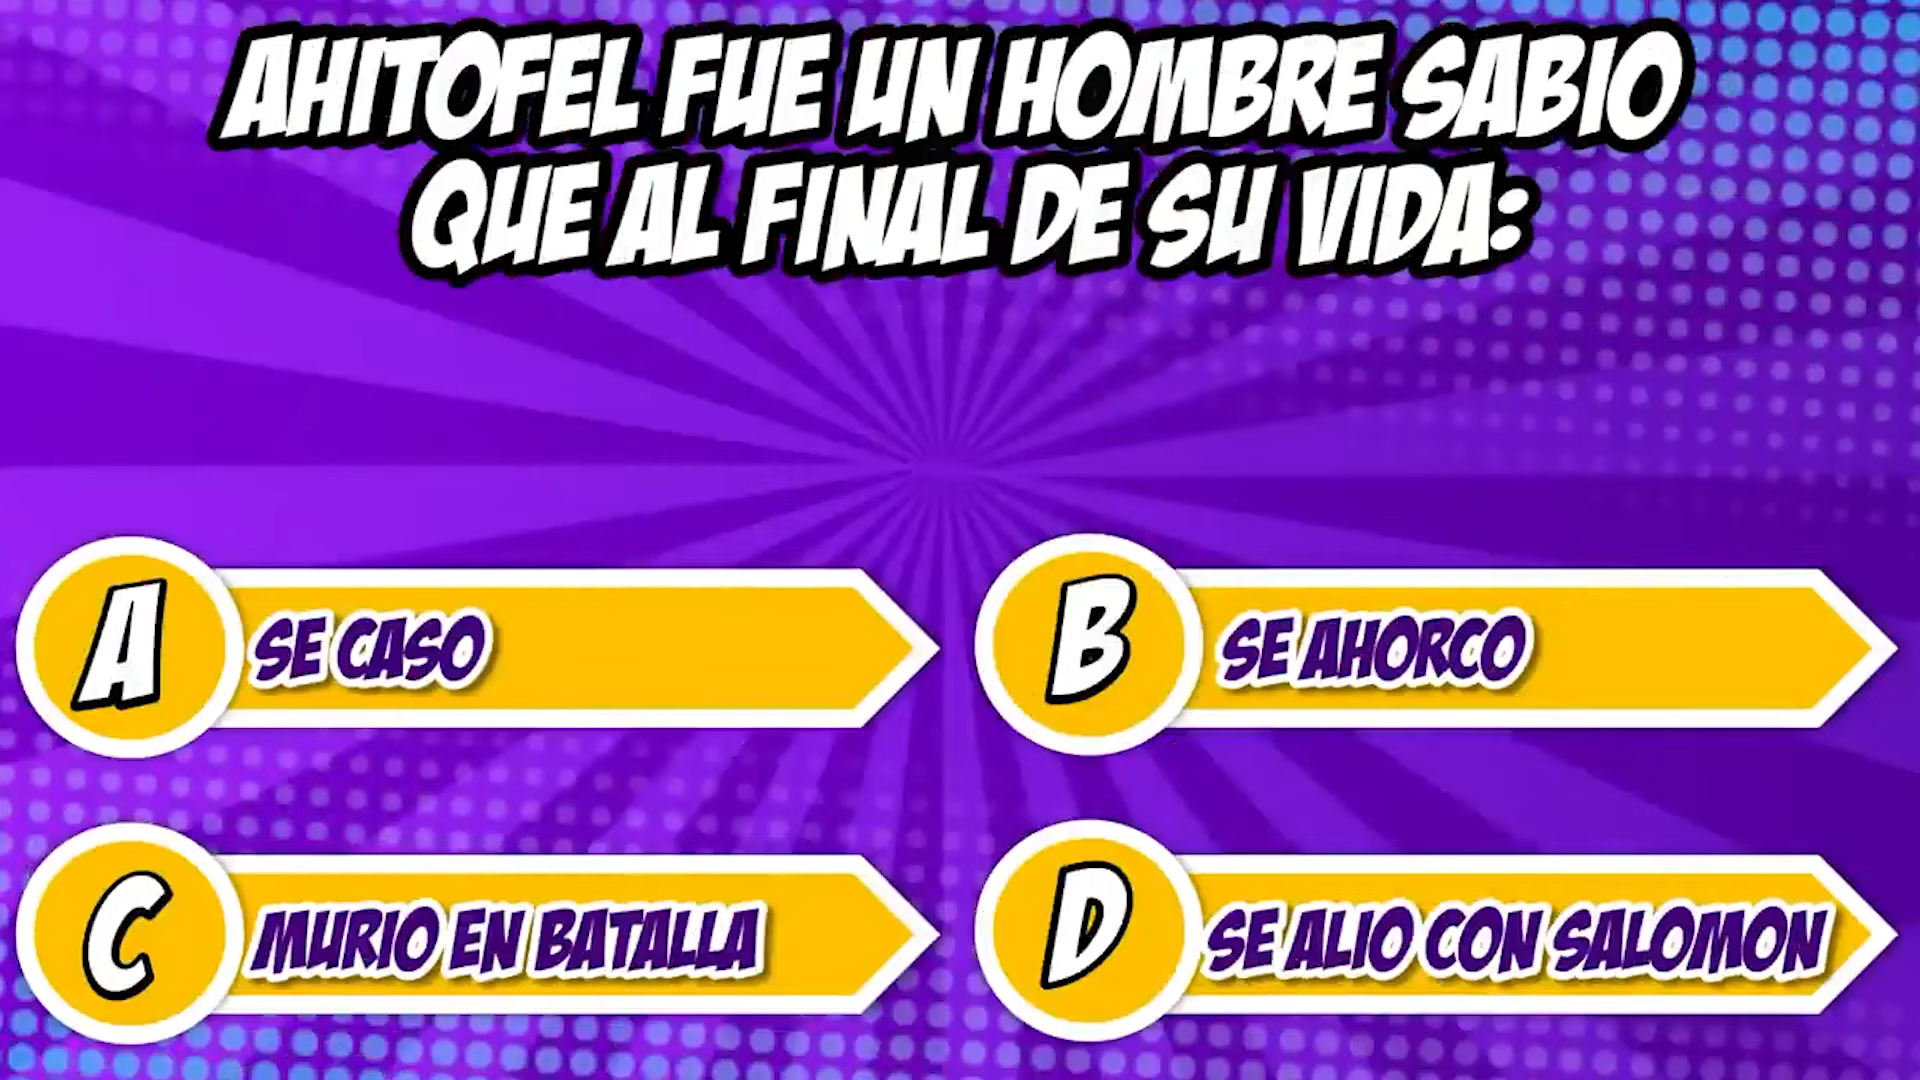 AHITOFEL FUE UN HOMBRE SABIO
QUE AL FINAL DE SU VIDA:
A SE CASO
B SE AHORCO
C MURIO EN BATALLA
D SE ALIO CON SALOMON